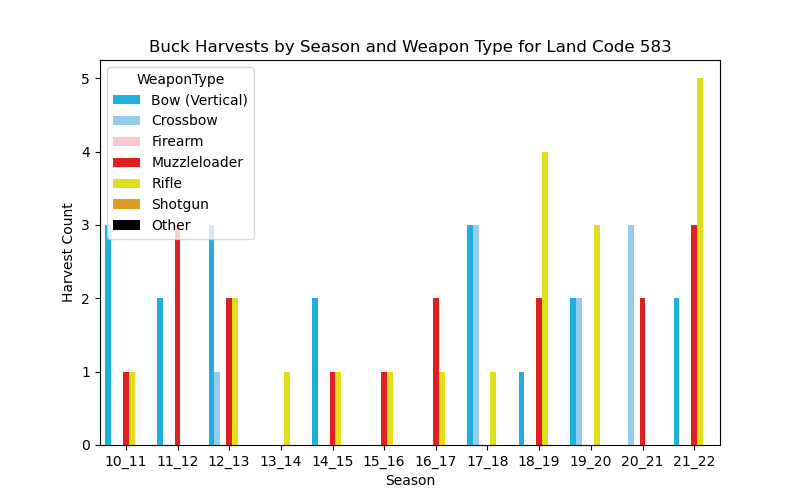 Buck Harvests by Season and Weapon Type for Land Code 583
WeaponType
Bow (Vertical)
Crossbow
Firearm
Muzzleloader
Rifle
Shotgun
Other
Harvest Count
5
4
3
2
1
0
10_11 11_12 12_13 13_14 14_15 15_16 16_17 17_18 18_19 19_20 20_21 21_22
Season